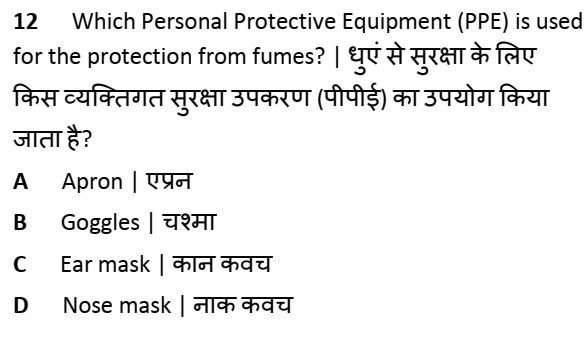 12 Which Personal Protective Equipment (PPE) is used
for the protection from fumes? | धुएं से सुरक्षा के लिए
किस व्यक्तिगत सुरक्षा उपकरण (पीपीई) का उपयोग किया
जाता है?
A Apron | एप्रन
B Goggles | चश्मा
C Ear mask | कान कवच
D Nose mask | नाक कवच